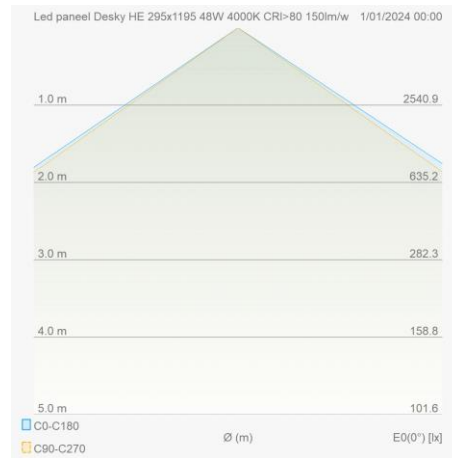 Led paneel Desky HE 295x1195 48W 4000K CRI>80 150lm/w 1/01/2024 00:00
1.0 m 2540.9
2.0 m 635.2
3.0 m 282.3
4.0 m 158.8
5.0 m 101.6
C0-C180
Ø (m) E0(0°) [lx]
C90-C270